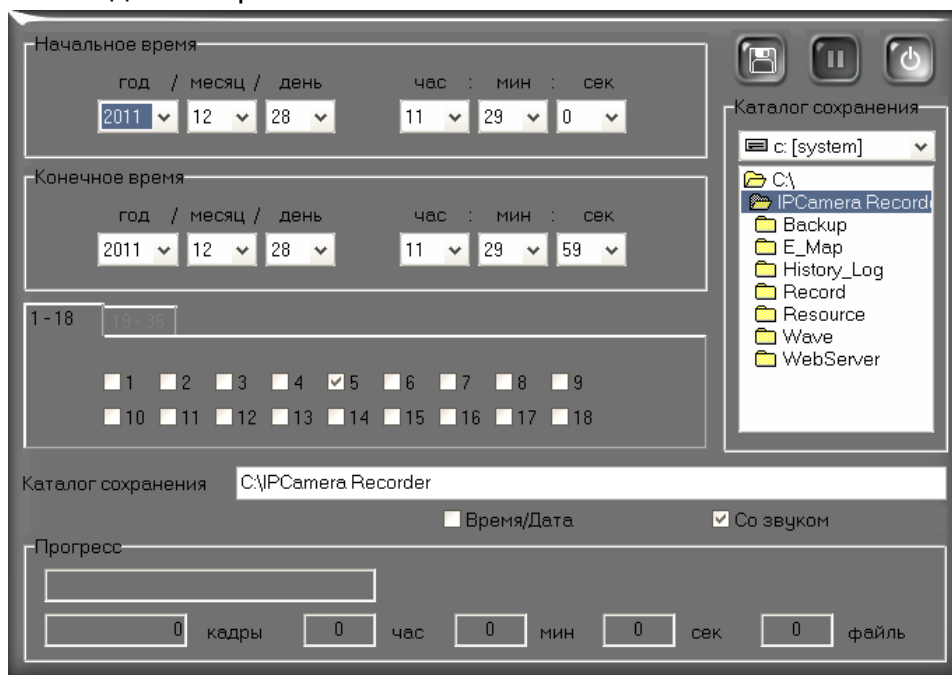 Начальное время
год / месяц / день час : мин : сек
2011 12 28 11 29 0
Конечное время
год / месяц / день час : мин : сек
2011 12 28 11 29 59
1 - 18 19 - 36
1 2 3 4 5 6 7 8 9
10 11 12 13 14 15 16 17 18
Каталог сохранения
c: [system]
C:\
IPCamera Recorde
Backup
E_Map
History_Log
Record
Resource
Wave
WebServer
Каталог сохранения C:\IPCamera Recorder
Время/Дата Со звуком
Прогресс
0 кадры 0 час 0 мин 0 сек 0 файль